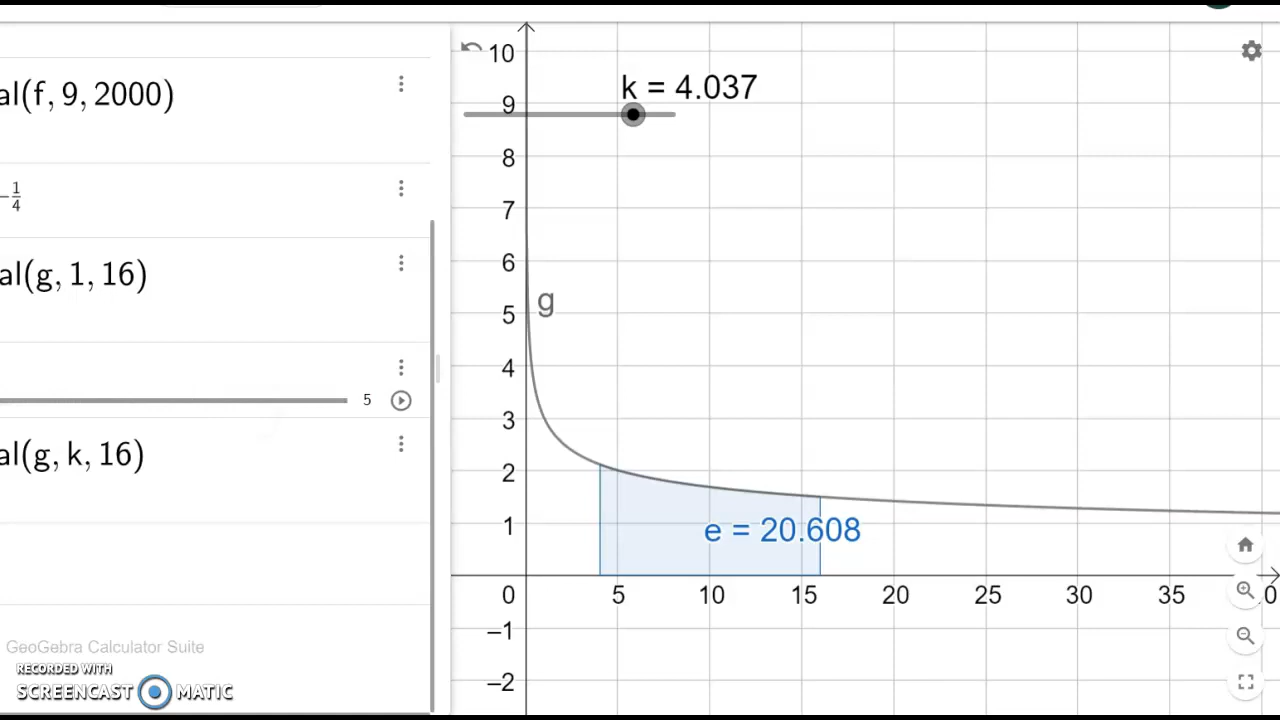 al(f, 9, 2000)
−1/4
al(g, 1, 16)
5
al(g, k, 16)
GeoGebra Calculator Suite
RECORDED WITH
SCREENCAST MATIC
k = 4.037
10
9
8
7
6
g
5
4
3
2
1
e = 20.608
0 5 10 15 20 25 30 35 0
−1
−2